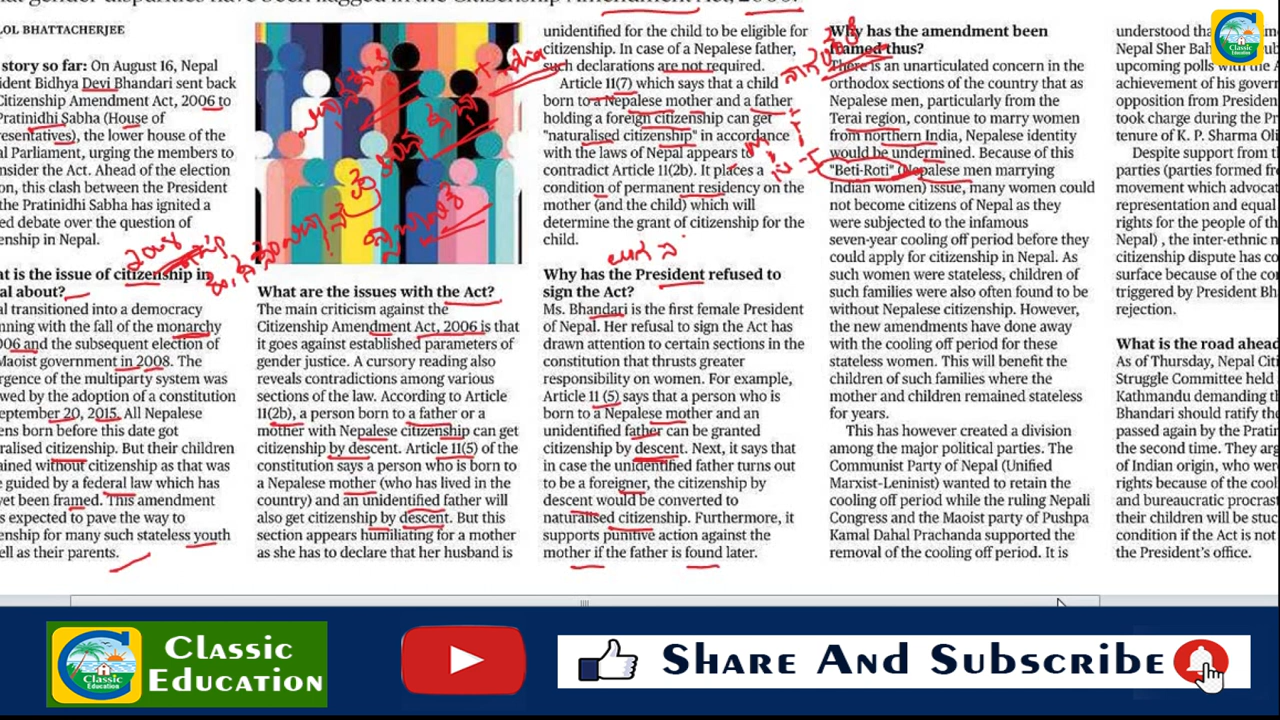 hat gender disparities have been flagged in the Citizenship Amendment Act, 2006.
LOL BHATTACHERJEE
story so far: On August 16, Nepal
ident Bidhya Devi Bhandari sent back
Citizenship Amendment Act, 2006 to
Pratinidhi Sabha (House of
esentatives), the lower house of the
al Parliament, urging the members to
nsider the Act. Ahead of the election
on, this clash between the President
the Pratinidhi Sabha has ignited a
ed debate over the question of
enship in Nepal.
at is the issue of citizenship in
al about?
al transitioned into a democracy
nning with the fall of the monarchy
06 and the subsequent election of
Maoist government in 2008. The
rgence of the multiparty system was
wed by the adoption of a constitution
eptember 20, 2015. All Nepalese
ens born before this date got
ralised citizenship. But their children
ained without citizenship as that was
e guided by a federal law which has
yet been framed. This amendment
s expected to pave the way to
enship for many such stateless youth
ell as their parents.
India
2008
What are the issues with the Act?
The main criticism against the
Citizenship Amendment Act, 2006 is that
it goes against established parameters of
gender justice. A cursory reading also
reveals contradictions among various
sections of the law. According to Article
11(2b), a person born to a father or a
mother with Nepalese citizenship can get
citizenship by descent. Article 11(5) of the
constitution says a person who is born to
a Nepalese mother (who has lived in the
country) and an unidentified father will
also get citizenship by descent. But this
section appears humiliating for a mother
as she has to declare that her husband is
unidentified for the child to be eligible for
citizenship. In case of a Nepalese father,
such declarations are not required.
Article 11(7) which says that a child
born to a Nepalese mother and a father
holding a foreign citizenship can get
"naturalised citizenship" in accordance
with the laws of Nepal appears to
contradict Article 11(2b). It places a
condition of permanent residency on the
mother (and the child) which will
determine the grant of citizenship for the
child.
Why has the President refused to
sign the Act?
Ms. Bhandari is the first female President
of Nepal. Her refusal to sign the Act has
drawn attention to certain sections in the
constitution that thrusts greater
responsibility on women. For example,
Article 11 (5) says that a person who is
born to a Nepalese mother and an
unidentified father can be granted
citizenship by descent. Next, it says that
in case the unidentified father turns out
to be a foreigner, the citizenship by
descent would be converted to
naturalised citizenship. Furthermore, it
supports punitive action against the
mother if the father is found later.
Why has the amendment been
framed thus?
There is an unarticulated concern in the
orthodox sections of the country that as
Nepalese men, particularly from the
Terai region, continue to marry women
from northern India, Nepalese identity
would be undermined. Because of this
"Beti-Roti" (Nepalese men marrying
Indian women) issue, many women could
not become citizens of Nepal as they
were subjected to the infamous
seven-year cooling off period before they
could apply for citizenship in Nepal. As
such women were stateless, children of
such families were also often found to be
without Nepalese citizenship. However,
the new amendments have done away
with the cooling off period for these
stateless women. This will benefit the
children of such families where the
mother and children remained stateless
for years.
This has however created a division
among the major political parties. The
Communist Party of Nepal (Unified
Marxist-Leninist) wanted to retain the
cooling off period while the ruling Nepali
Congress and the Maoist party of Pushpa
Kamal Dahal Prachanda supported the
removal of the cooling off period. It is
understood tha
Nepal Sher Bah
upcoming polls with the A
achievement of his govern
opposition from Presiden
took charge during the Pr
tenure of K. P. Sharma Oli
Despite support from t
parties (parties formed fr
movement which advocat
representation and equal
rights for the people of th
Nepal) , the inter-ethnic n
citizenship dispute has co
surface because of the co
triggered by President Bh
rejection.
What is the road ahead
As of Thursday, Nepal Citi
Struggle Committee held
Kathmandu demanding th
Bhandari should ratify th
passed again by the Pratin
the second time. They arg
of Indian origin, who wen
rights because of the cool
and bureaucratic procras
their children will be stuc
condition if the Act is not
the President's office.
Classic
Education
Classic
Education
Classic
Education
Share And Subscribe